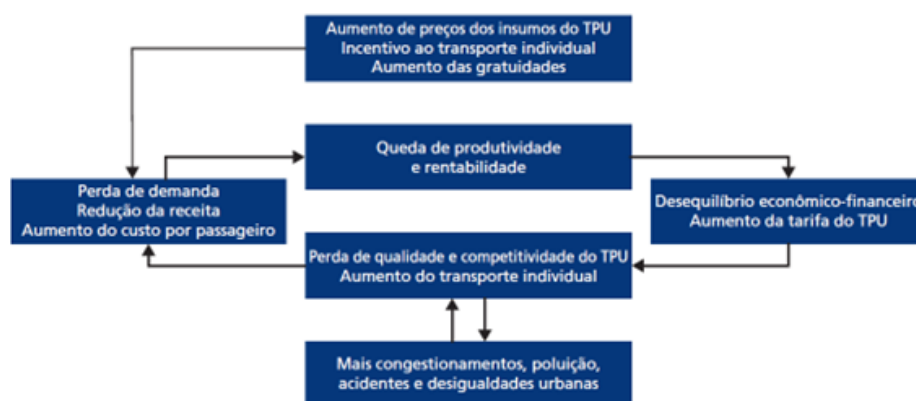 Aumento de preços dos insumos do TPU
Incentivo ao transporte individual
Aumento das gratuidades
Queda de produtividade
e rentabilidade
Perda de demanda
Redução da receita
Aumento do custo por passageiro
Desequilíbrio econômico-financeiro
Aumento da tarifa do TPU
Perda de qualidade e competitividade do TPU
Aumento do transporte individual
Mais congestionamentos, poluição,
acidentes e desigualdades urbanas